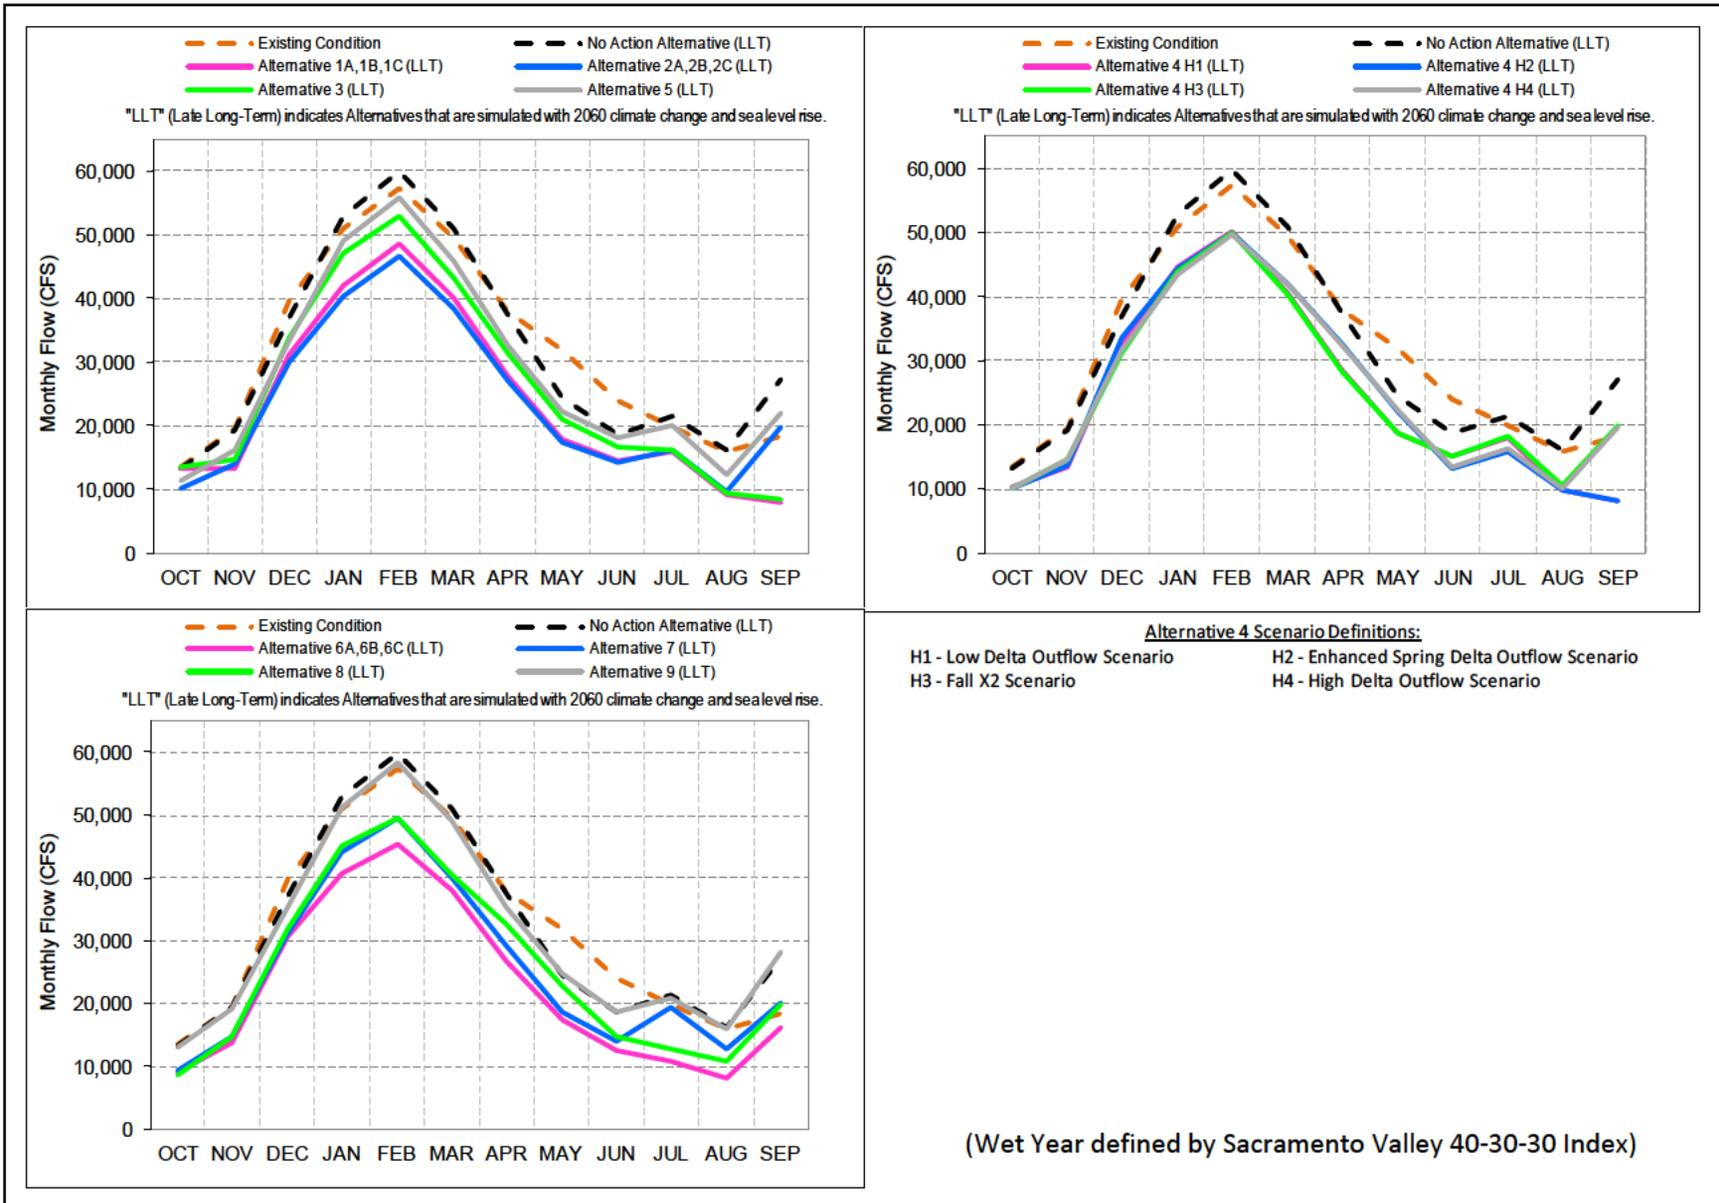 Existing Condition No Action Alternative (LLT)
Alternative 1A,1B,1C (LLT) Alternative 2A,2B,2C (LLT)
Alternative 3 (LLT) Alternative 5 (LLT)
"LLT" (Late Long-Term) indicates Alternatives that are simulated with 2060 climate change and sea level rise.
Monthly Flow (CFS)
60,000
50,000
40,000
30,000
20,000
10,000
0
OCT NOV DEC JAN FEB MAR APR MAY JUN JUL AUG SEP
Existing Condition No Action Alternative (LLT)
Alternative 4 H1 (LLT) Alternative 4 H2 (LLT)
Alternative 4 H3 (LLT) Alternative 4 H4 (LLT)
"LLT" (Late Long-Term) indicates Alternatives that are simulated with 2060 climate change and sea level rise.
Monthly Flow (CFS)
60,000
50,000
40,000
30,000
20,000
10,000
0
OCT NOV DEC JAN FEB MAR APR MAY JUN JUL AUG SEP
Existing Condition No Action Alternative (LLT)
Alternative 6A,6B,6C (LLT) Alternative 7 (LLT)
Alternative 8 (LLT) Alternative 9 (LLT)
"LLT" (Late Long-Term) indicates Alternatives that are simulated with 2060 climate change and sea level rise.
Monthly Flow (CFS)
60,000
50,000
40,000
30,000
20,000
10,000
0
OCT NOV DEC JAN FEB MAR APR MAY JUN JUL AUG SEP
Alternative 4 Scenario Definitions:
H1 - Low Delta Outflow Scenario H2 - Enhanced Spring Delta Outflow Scenario
H3 - Fall X2 Scenario H4 - High Delta Outflow Scenario
(Wet Year defined by Sacramento Valley 40-30-30 Index)